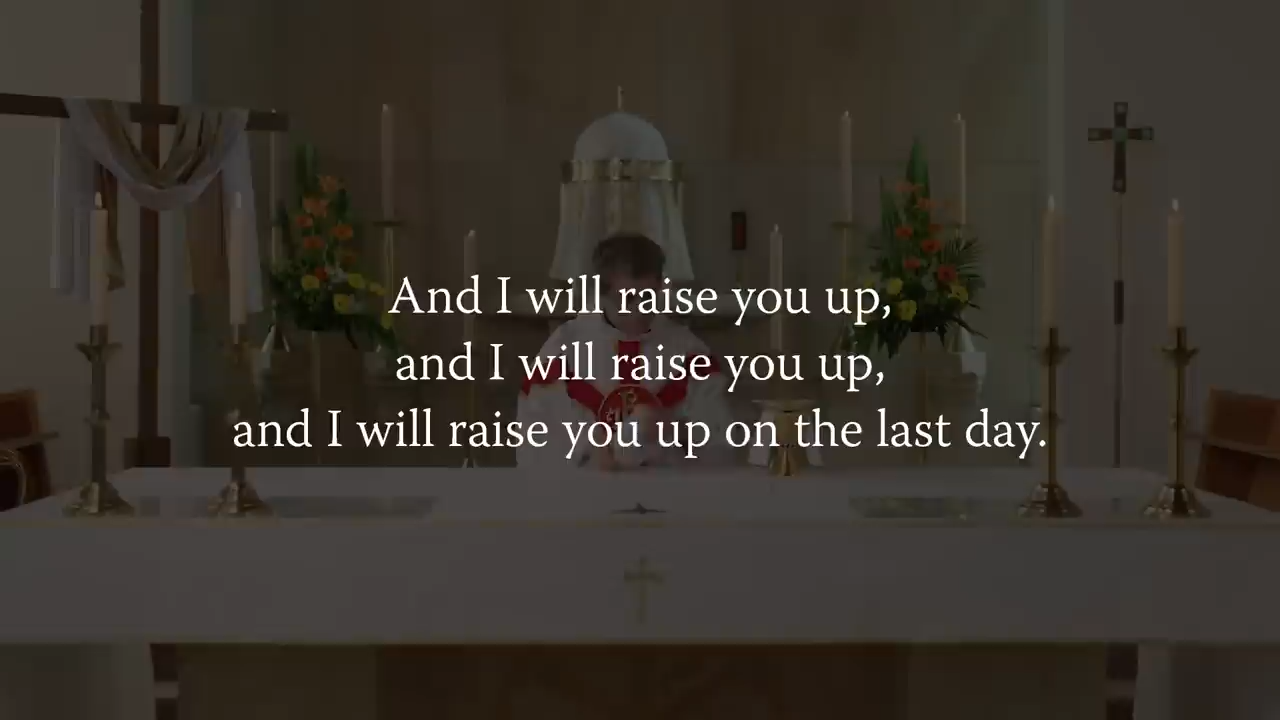 And I will raise you up,
and I will raise you up,
and I will raise you up on the last day.